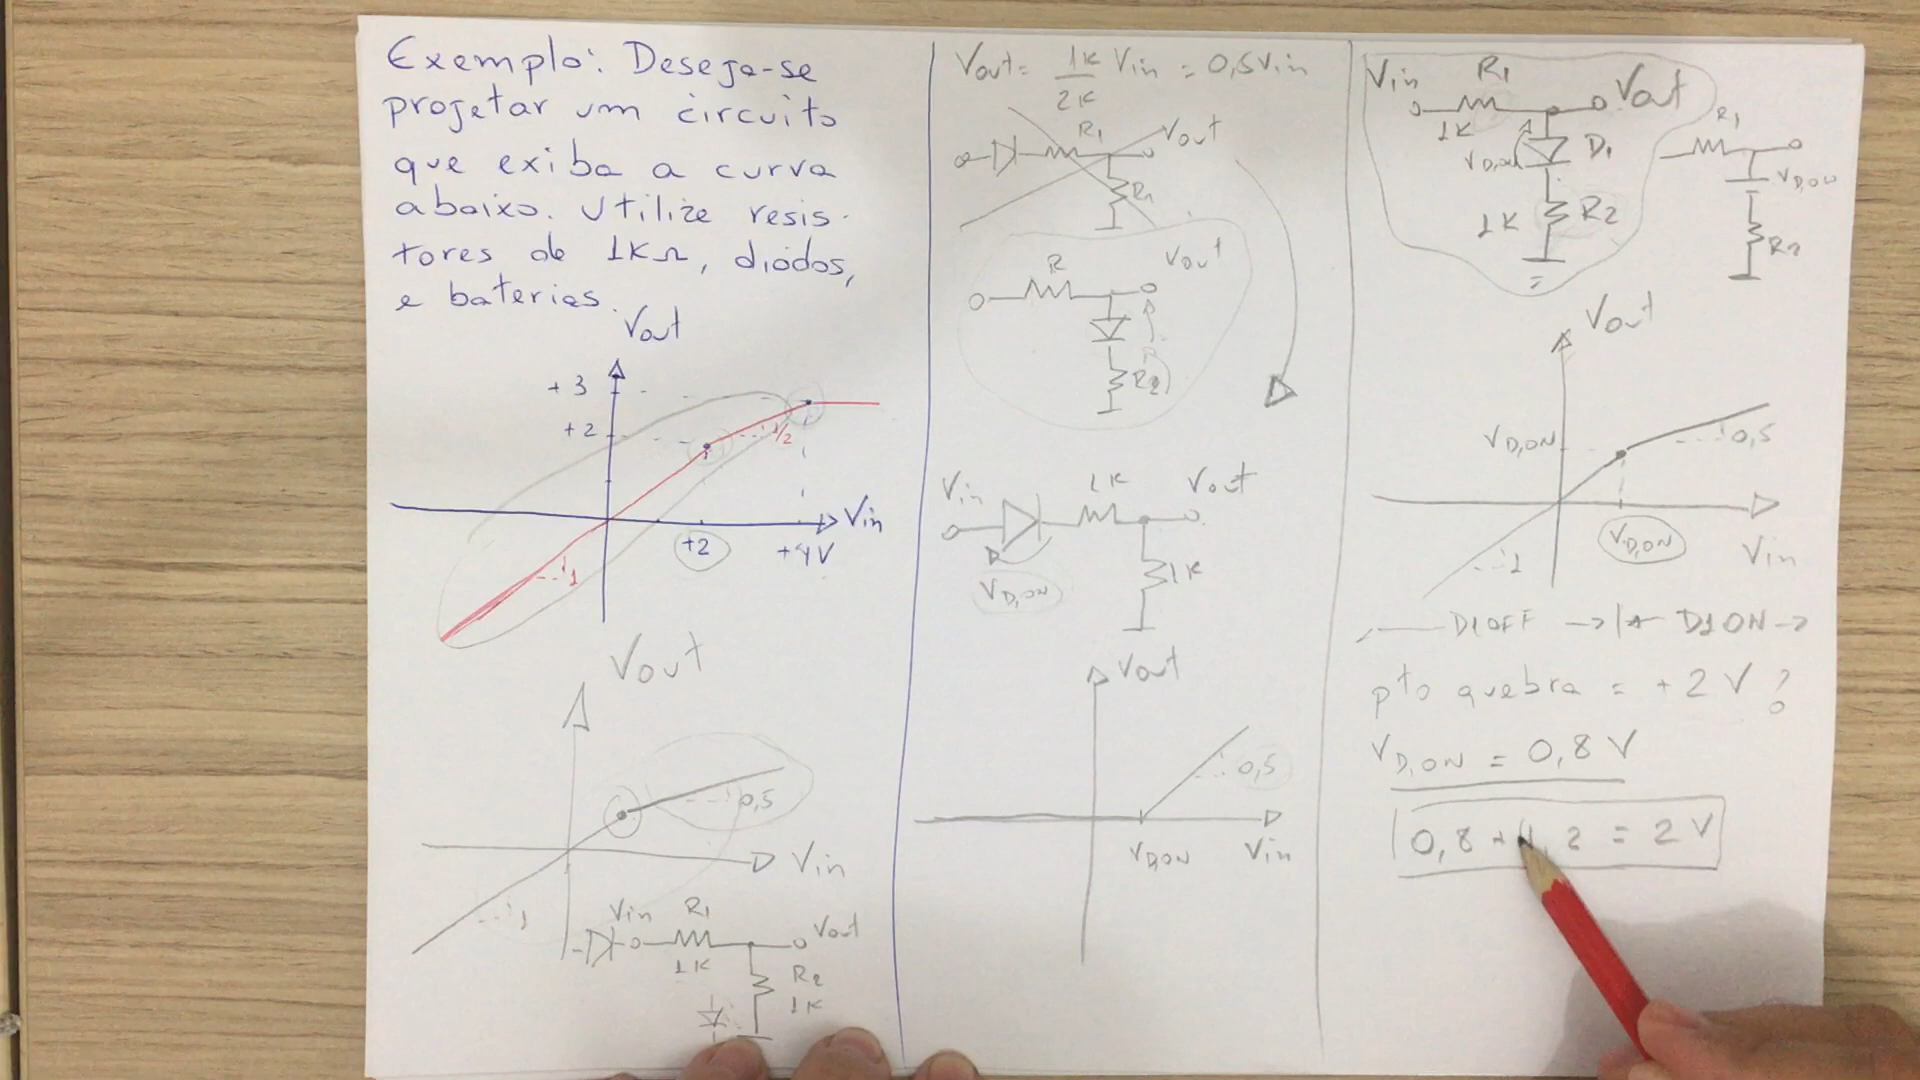 Exemplo: Deseja-se
projetar um circuito
que exiba a curva
abaixo. Utilize resis-
tores de 1KΩ, diodos,
e baterias.
Vout
+3
+2
1/2
Vin
+2
+4V
1
Vout
0,5
Vin
1
Vin
R1
Vout
1K
R2
1K
Vout = 1K/2K Vin = 0,5Vin
R1
Vout
R1
R
Vout
R2
Vin
1K
Vout
VD,ON
1K
Vout
0,5
VD,ON
Vin
Vin
R1
Vout
1K
VD,ON
D1
1K
R2
R1
VD,ON
R2
Vout
VD,ON
0,5
VD,ON
Vin
1
D1 OFF
D1 ON
pto quebra = +2 V ?
VD,ON = 0,8 V
0,8 + 1,2 = 2 V